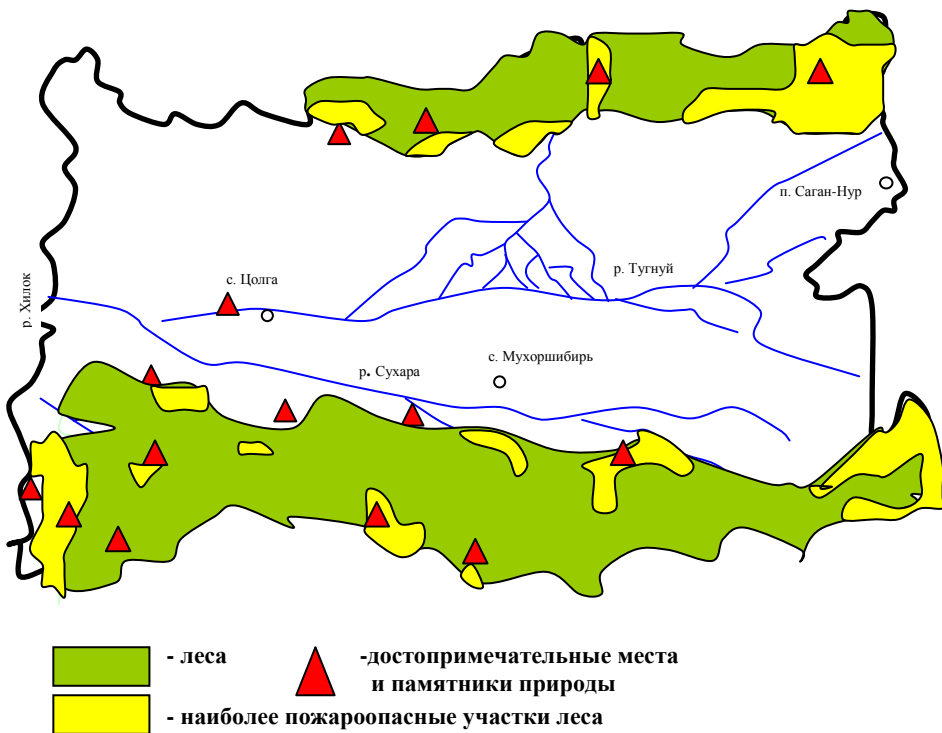 п. Саган-Нур
р. Тугнуй
с. Цолга
р. Хилок
с. Мухоршибирь
р. Сухара
- леса
-достопримечательные места
и памятники природы
- наиболее пожароопасные участки леса